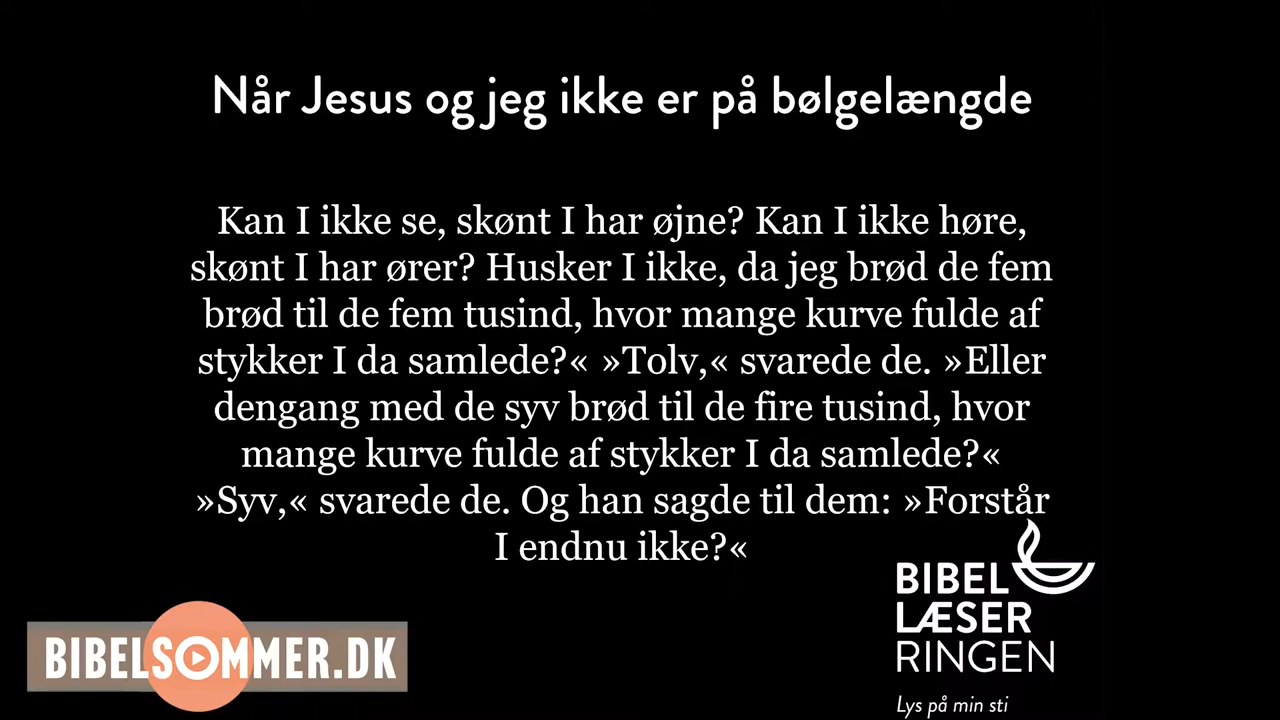 Når Jesus og jeg ikke er på bølgelængde
Kan I ikke se, skønt I har øjne? Kan I ikke høre,
skønt I har ører? Husker I ikke, da jeg brød de fem
brød til de fem tusind, hvor mange kurve fulde af
stykker I da samlede?« »Tolv,« svarede de. »Eller
dengang med de syv brød til de fire tusind, hvor
mange kurve fulde af stykker I da samlede?«
»Syv,« svarede de. Og han sagde til dem: »Forstår
I endnu ikke?«
BIBEL
LÆSER
RINGEN
Lys på min sti
BIBELSOMMER.DK